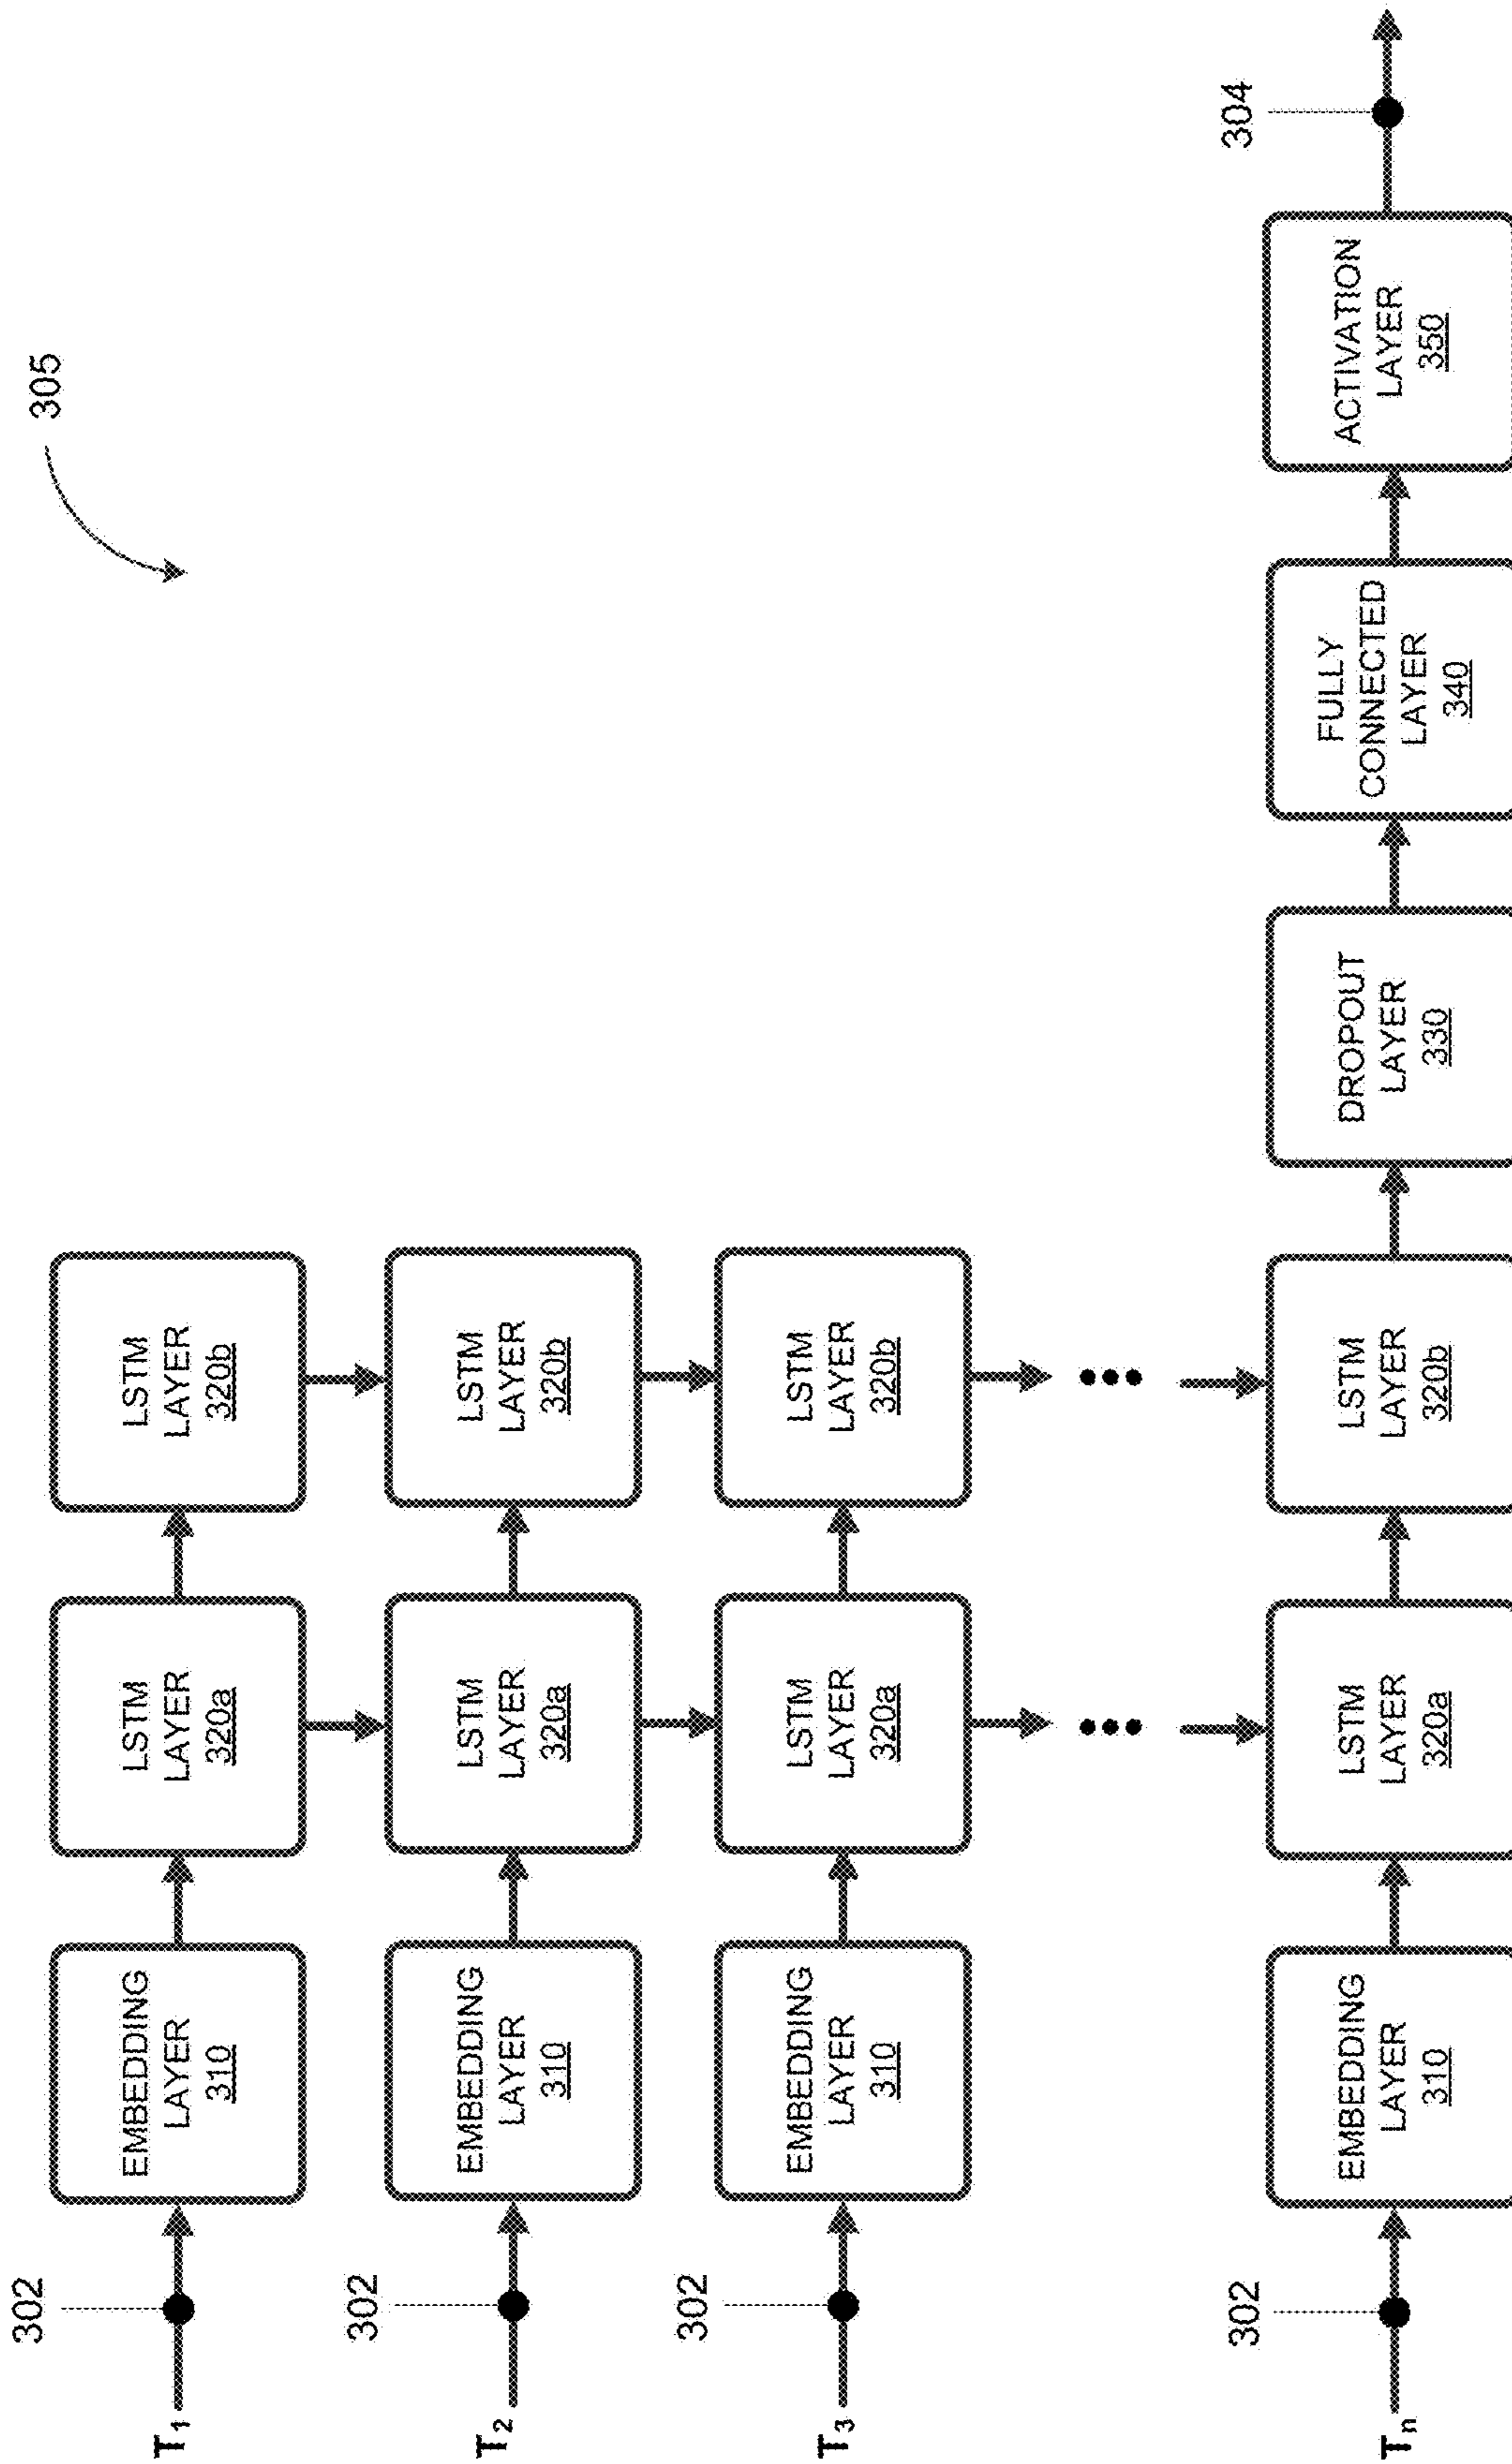 305
302
T₁
EMBEDDING
LAYER
310
LSTM
LAYER
320a
LSTM
LAYER
320b
302
T₂
EMBEDDING
LAYER
310
LSTM
LAYER
320a
LSTM
LAYER
320b
302
T₃
EMBEDDING
LAYER
310
LSTM
LAYER
320a
LSTM
LAYER
320b
302
Tₙ
EMBEDDING
LAYER
310
LSTM
LAYER
320a
LSTM
LAYER
320b
DROPOUT
LAYER
330
FULLY
CONNECTED
LAYER
340
ACTIVATION
LAYER
350
304